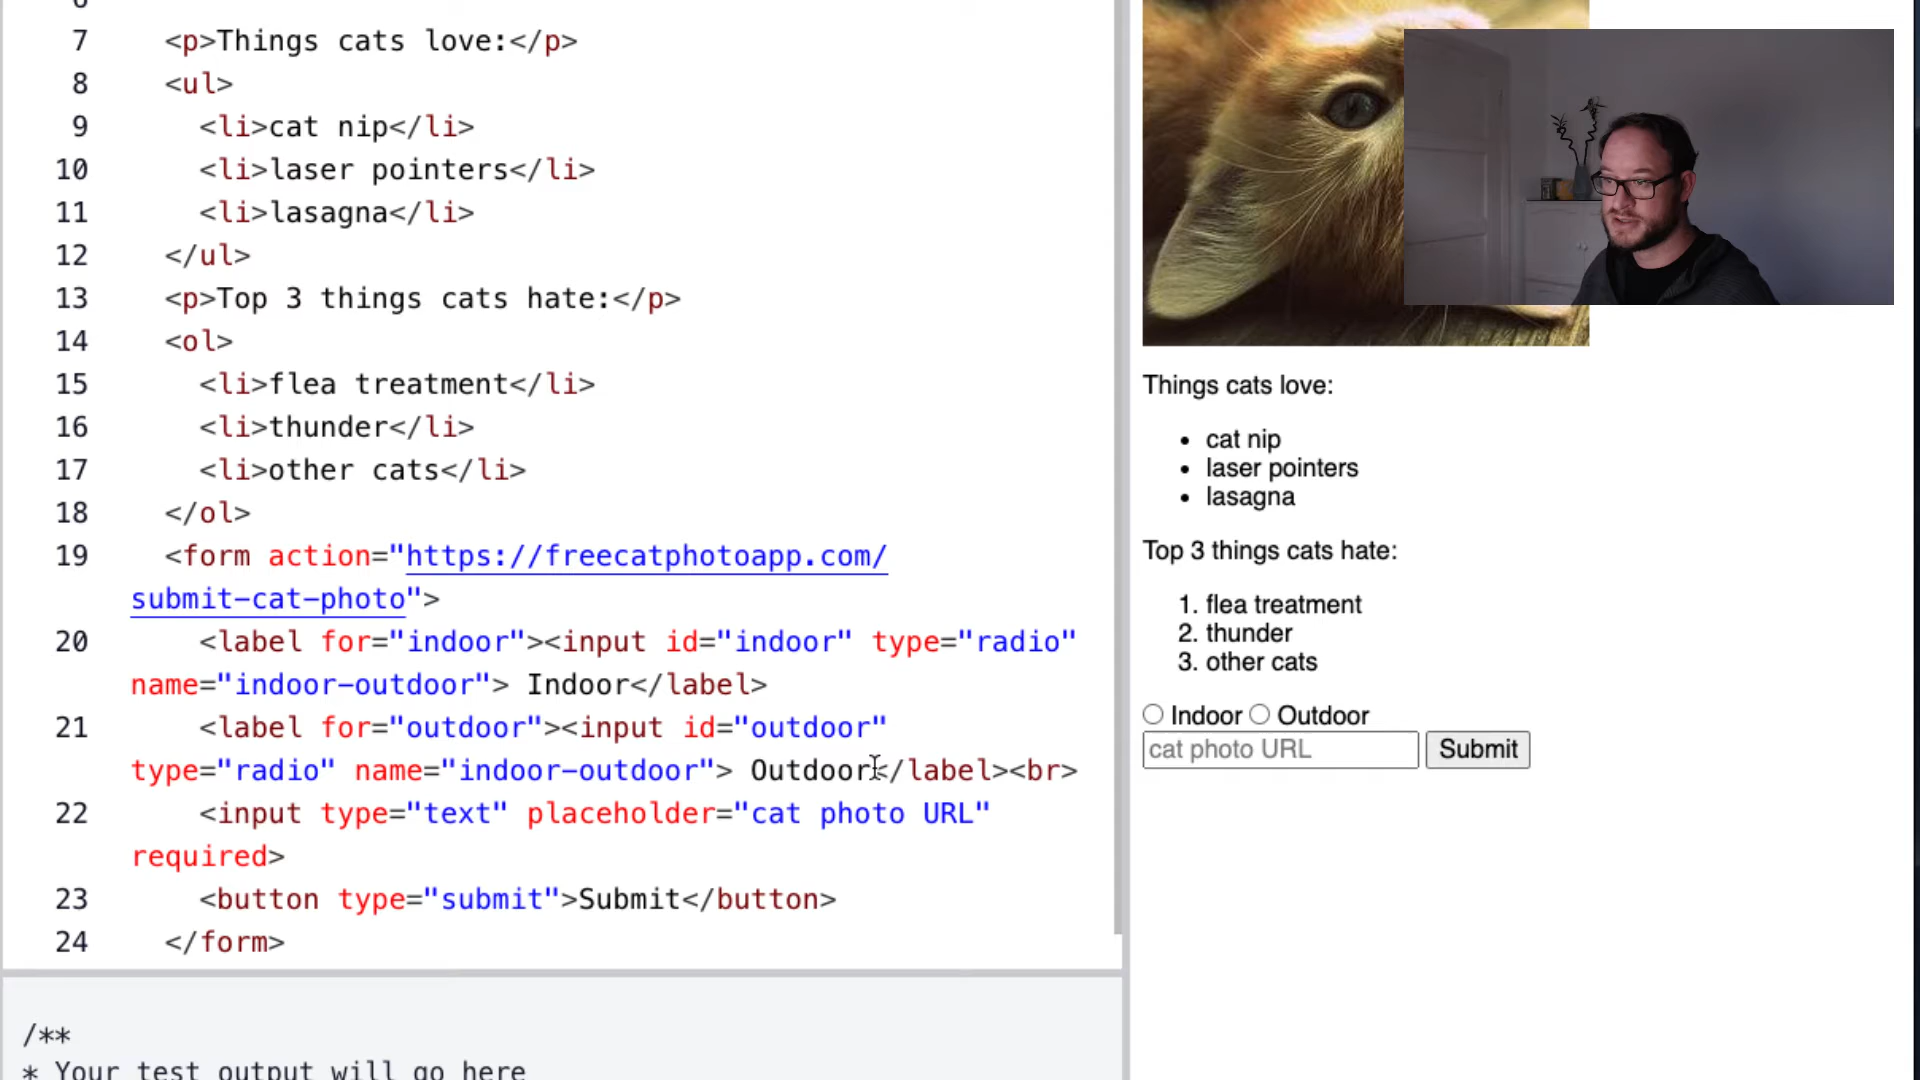 7 <p>Things cats love:</p>
8 <ul>
9 <li>cat nip</li>
10 <li>laser pointers</li>
11 <li>lasagna</li>
12 </ul>
13 <p>Top 3 things cats hate:</p>
14 <ol>
15 <li>flea treatment</li>
16 <li>thunder</li>
17 <li>other cats</li>
18 </ol>
19 <form action="https://freecatphotoapp.com/
submit-cat-photo">
20 <label for="indoor"><input id="indoor" type="radio"
name="indoor-outdoor"> Indoor</label>
21 <label for="outdoor"><input id="outdoor"
type="radio" name="indoor-outdoor"> Outdoor</label><br>
22 <input type="text" placeholder="cat photo URL"
required>
23 <button type="submit">Submit</button>
24 </form>
/**
* Your test output will go here
Things cats love:
• cat nip
• laser pointers
• lasagna
Top 3 things cats hate:
1. flea treatment
2. thunder
3. other cats
Indoor Outdoor
cat photo URL Submit